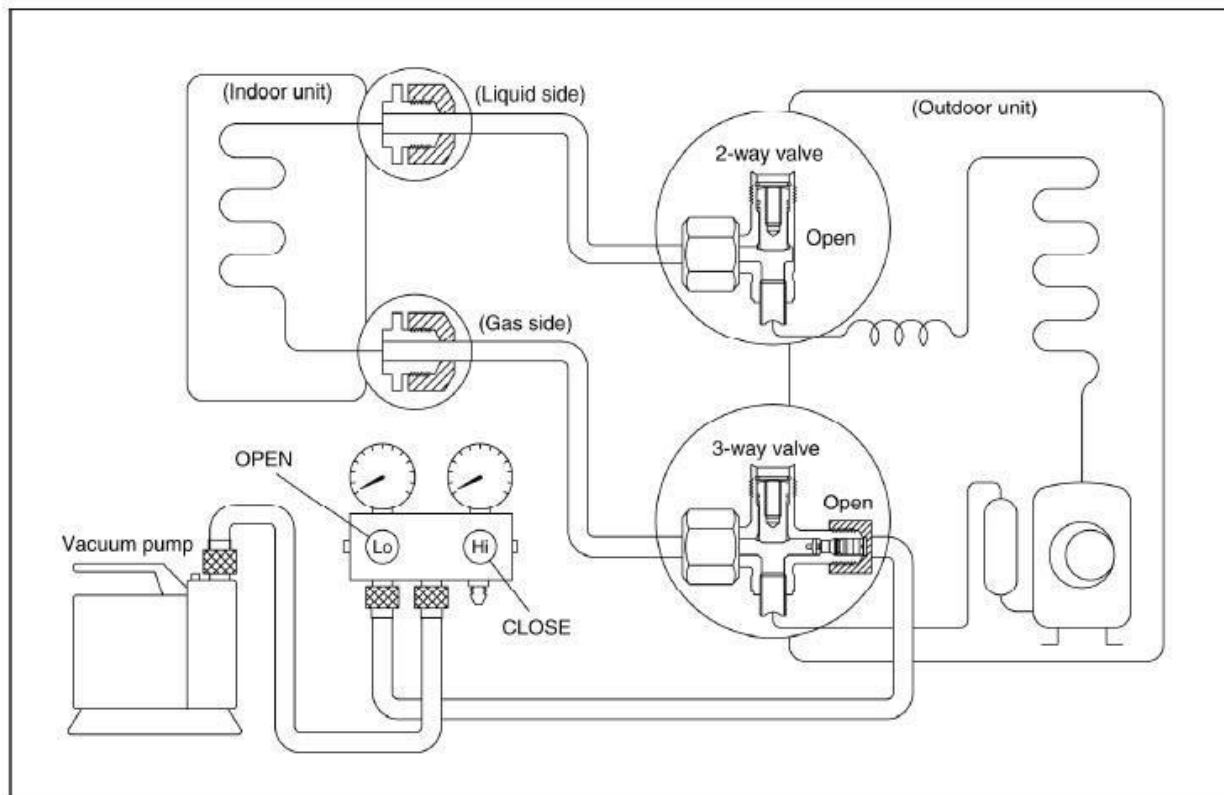 (Indoor unit)
(Liquid side)
(Outdoor unit)
2-way valve
Open
(Gas side)
3-way valve
Open
OPEN
Lo
Hi
Vacuum pump
CLOSE